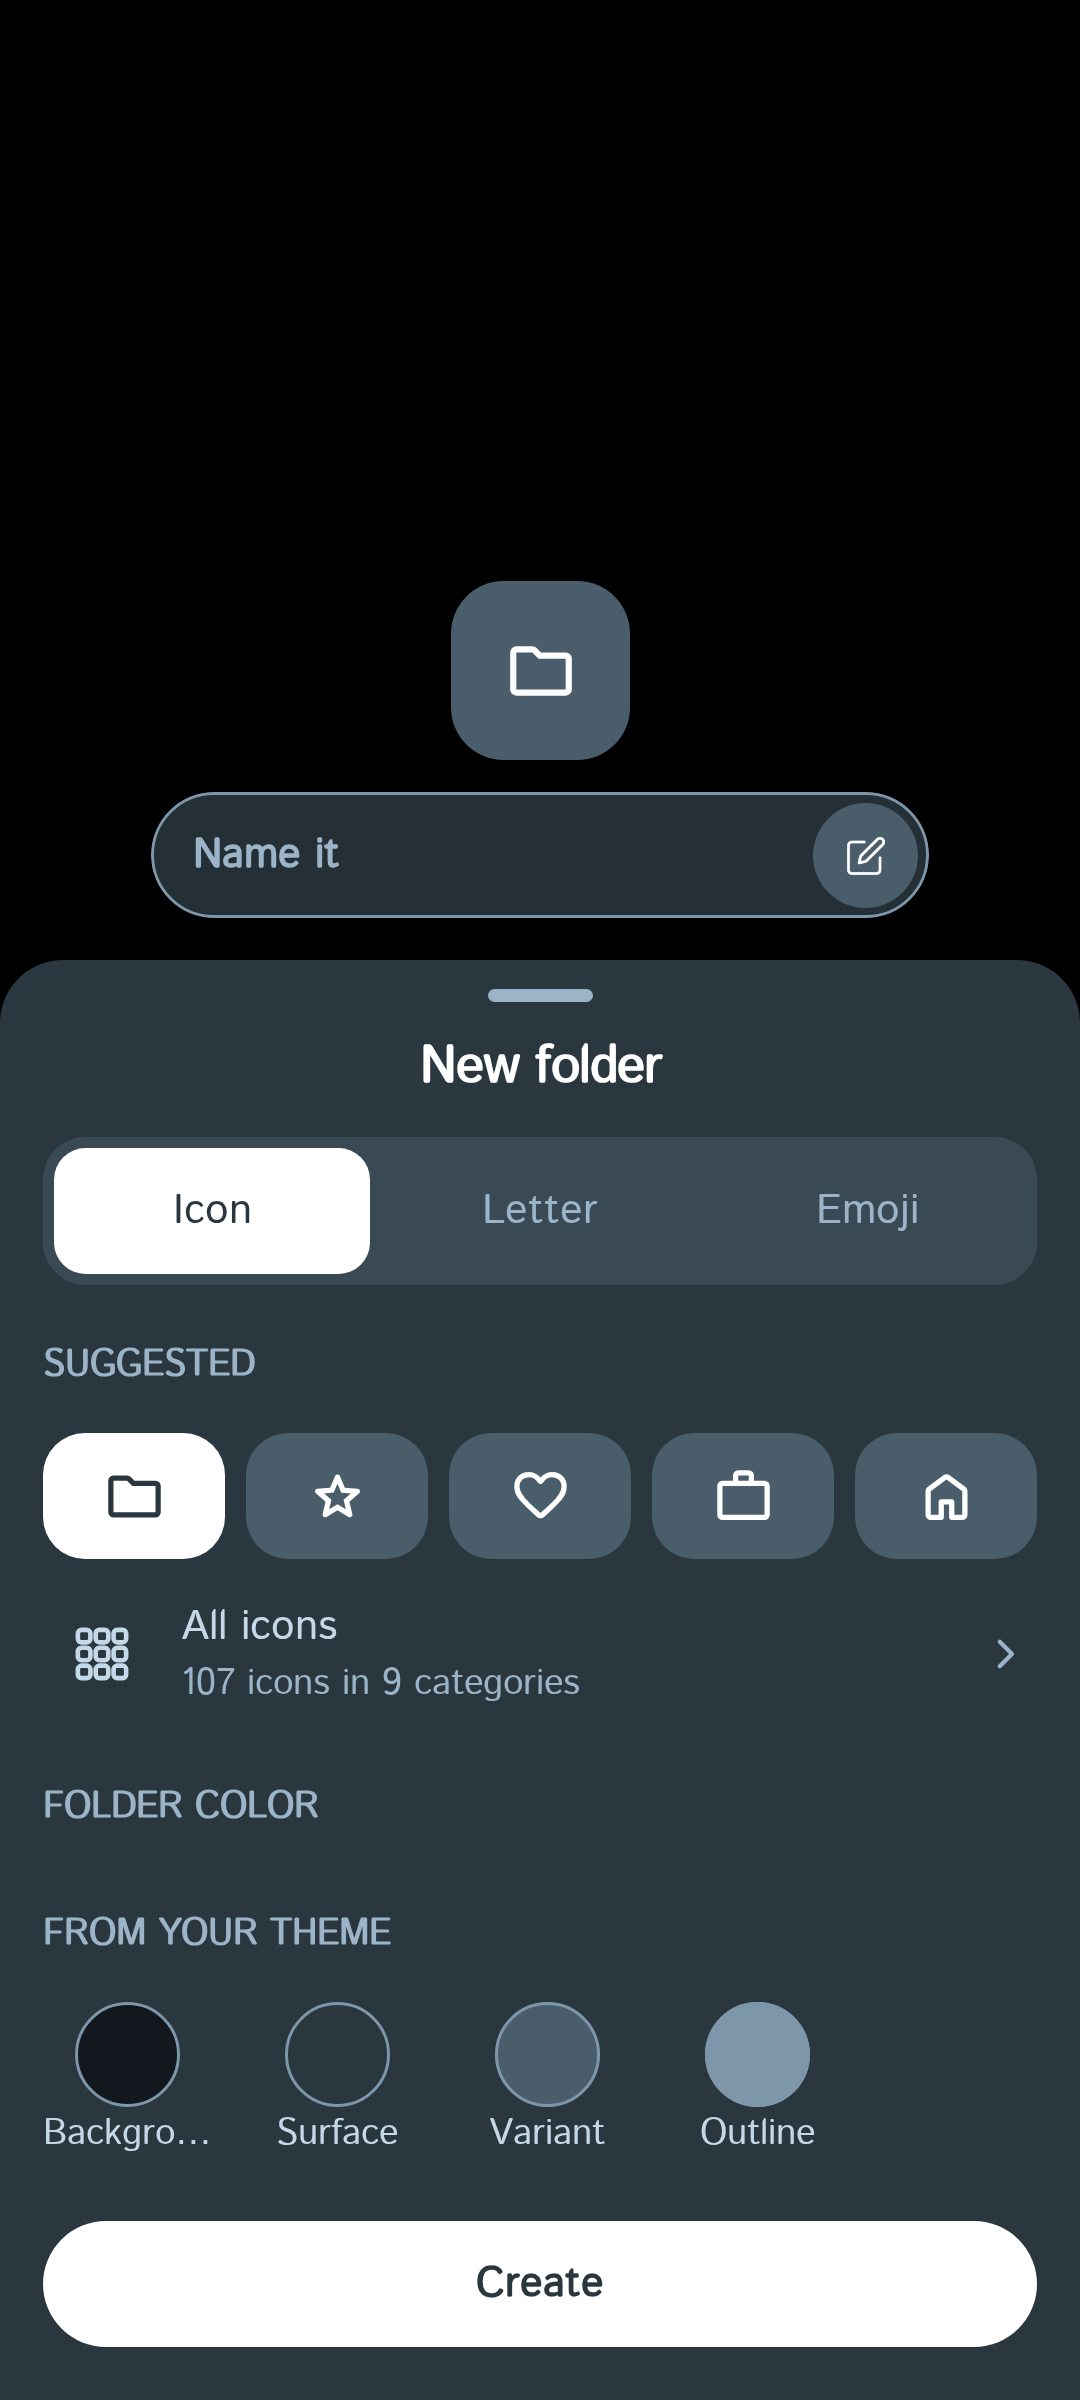 Name it
New folder
Icon
Letter
Emoji
SUGGESTED
All icons
107 icons in 9 categories
FOLDER COLOR
FROM YOUR THEME
Backgro...
Surface
Variant
Outline
Create